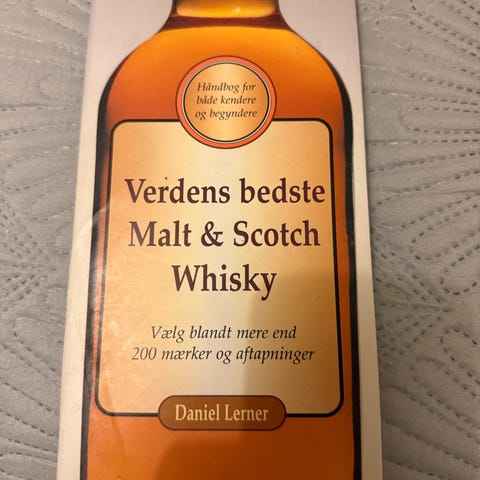 Håndbog for
både kendere
og begyndere
Verdens bedste
Malt & Scotch
Whisky
Vælg blandt mere end
200 mærker og aftapninger
Daniel Lerner